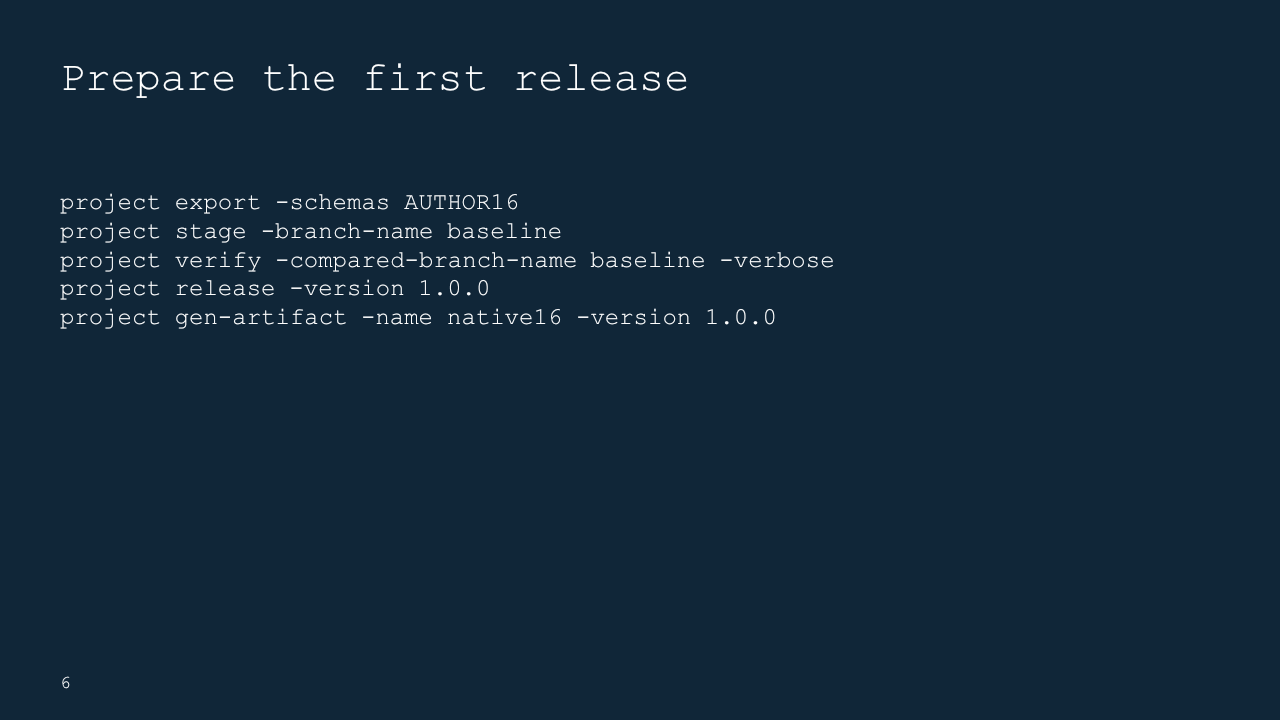 Prepare the first release
project export -schemas AUTHOR16
project stage -branch-name baseline
project verify -compared-branch-name baseline -verbose
project release -version 1.0.0
project gen-artifact -name native16 -version 1.0.0
6